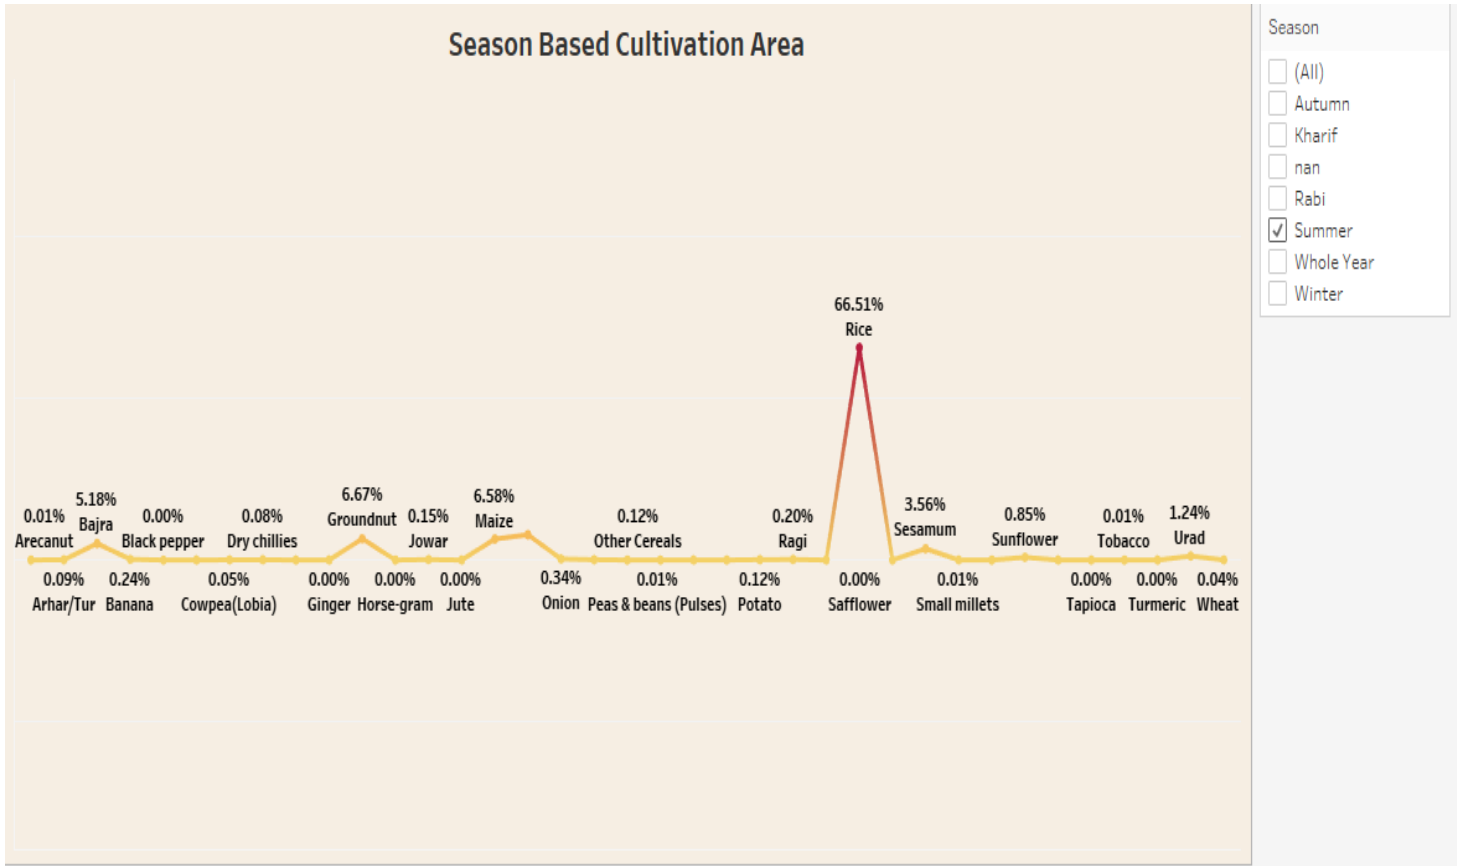 Season Based Cultivation Area
66.51%
Rice
0.01%
Arecanut
5.18%
Bajra
0.00%
Black pepper
0.08%
Dry chillies
6.67%
Groundnut
0.15%
Jowar
6.58%
Maize
0.12%
Other Cereals
0.20%
Ragi
3.56%
Sesamum
0.85%
Sunflower
0.01%
Tobacco
1.24%
Urad
0.09%
Arhar/Tur
0.24%
Banana
0.05%
Cowpea(Lobia)
0.00%
Ginger
0.00%
Horse-gram
0.00%
Jute
0.34%
Onion
0.01%
Peas & beans (Pulses)
0.12%
Potato
0.00%
Safflower
0.01%
Small millets
0.00%
Tapioca
0.00%
Turmeric
0.04%
Wheat
Season
(All)
Autumn
Kharif
nan
Rabi
Summer
Whole Year
Winter